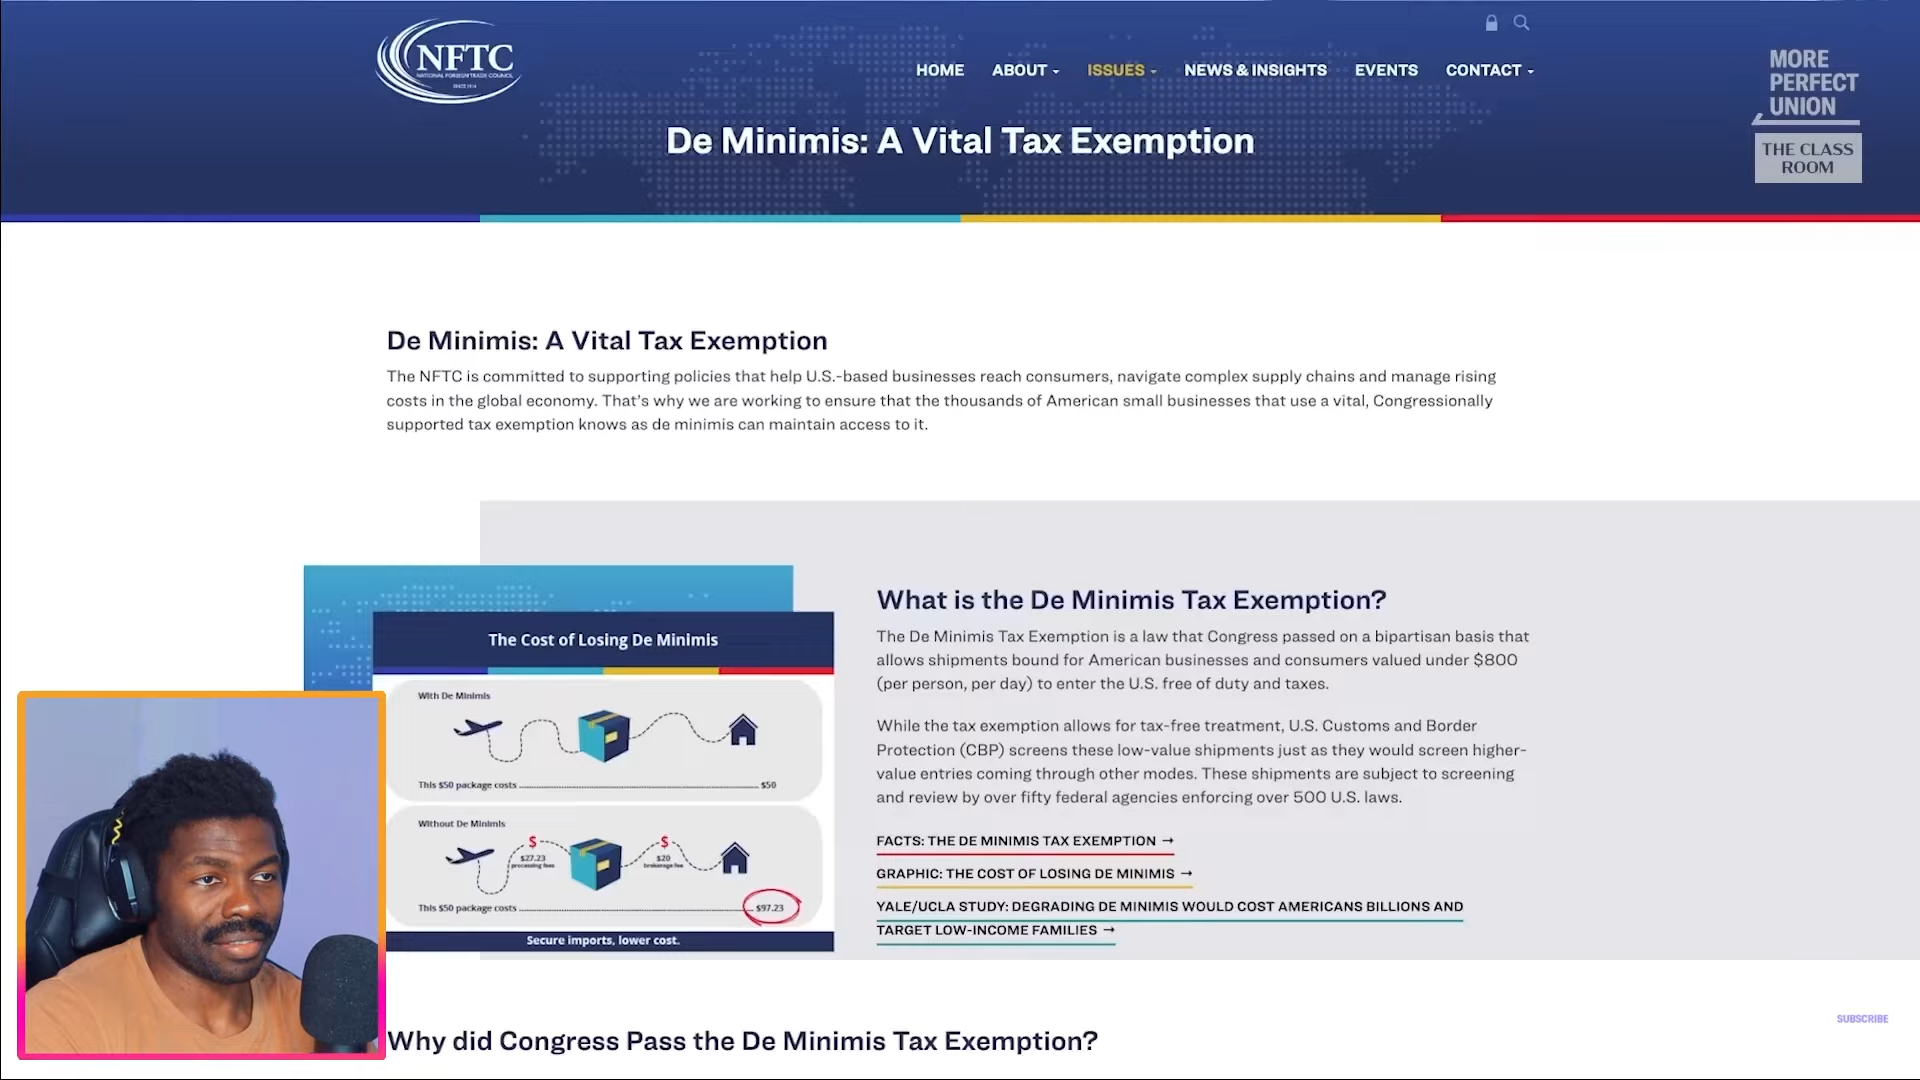 NFTC
NATIONAL FOREIGN TRADE COUNCIL
SINCE 1914
HOME
ABOUT
ISSUES
NEWS & INSIGHTS
EVENTS
CONTACT
MORE
PERFECT
UNION
THE CLASS
ROOM
De Minimis: A Vital Tax Exemption
De Minimis: A Vital Tax Exemption
The NFTC is committed to supporting policies that help U.S.-based businesses reach consumers, navigate complex supply chains and manage rising
costs in the global economy. That's why we are working to ensure that the thousands of American small businesses that use a vital, Congressionally
supported tax exemption knows as de minimis can maintain access to it.
The Cost of Losing De Minimis
With De Minimis
This $50 package costs $50
Without De Minimis
$
$27.23
processing fees
$
$20
brokerage fee
This $50 package costs $97.23
Secure imports, lower cost.
What is the De Minimis Tax Exemption?
The De Minimis Tax Exemption is a law that Congress passed on a bipartisan basis that
allows shipments bound for American businesses and consumers valued under $800
(per person, per day) to enter the U.S. free of duty and taxes.
While the tax exemption allows for tax-free treatment, U.S. Customs and Border
Protection (CBP) screens these low-value shipments just as they would screen higher-
value entries coming through other modes. These shipments are subject to screening
and review by over fifty federal agencies enforcing over 500 U.S. laws.
FACTS: THE DE MINIMIS TAX EXEMPTION →
GRAPHIC: THE COST OF LOSING DE MINIMIS →
YALE/UCLA STUDY: DEGRADING DE MINIMIS WOULD COST AMERICANS BILLIONS AND
TARGET LOW-INCOME FAMILIES →
SUBSCRIBE
Why did Congress Pass the De Minimis Tax Exemption?